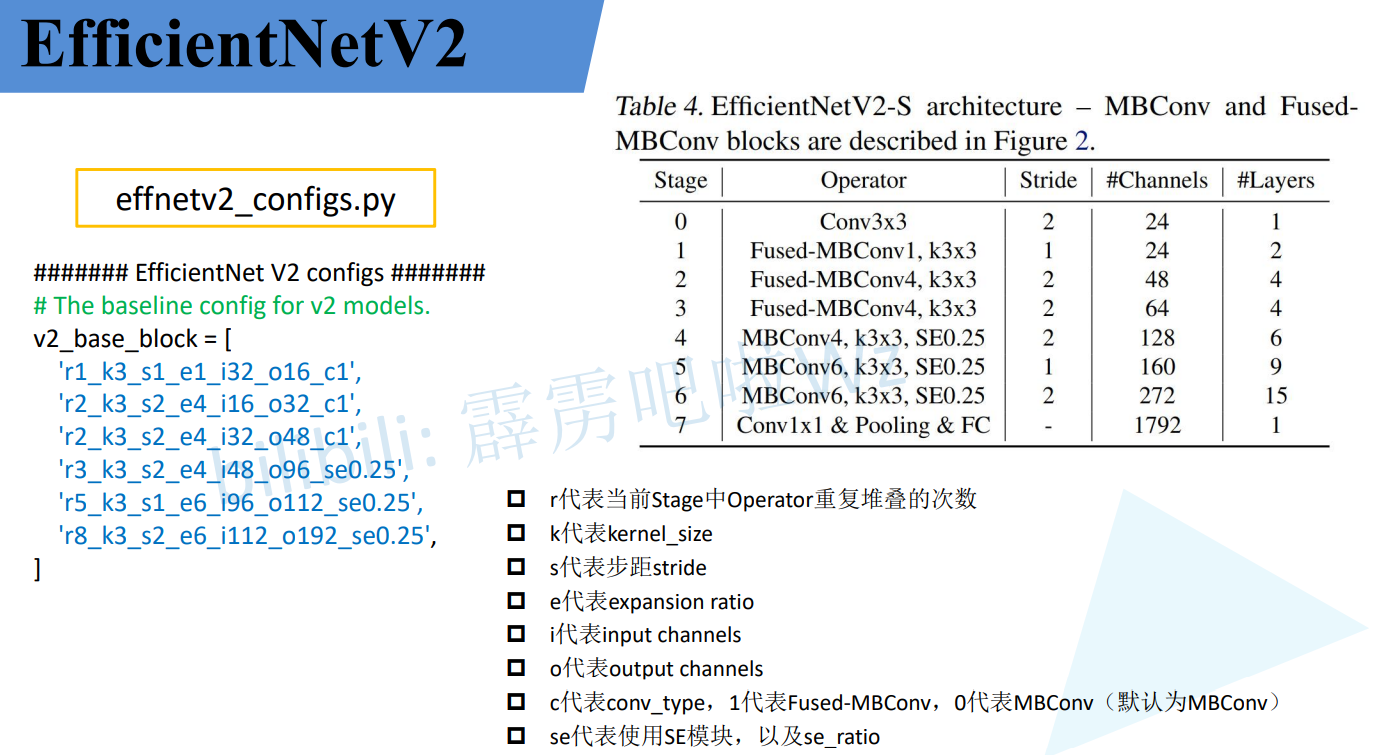 EfficientNetV2
effnetv2_configs.py
####### EfficientNet V2 configs #######
# The baseline config for v2 models.
v2_base_block = [
'r1_k3_s1_e1_i32_o16_c1',
'r2_k3_s2_e4_i16_o32_c1',
'r2_k3_s2_e4_i32_o48_c1',
'r3_k3_s2_e4_i48_o96_se0.25',
'r5_k3_s1_e6_i96_o112_se0.25',
'r8_k3_s2_e6_i112_o192_se0.25',
]
Table 4. EfficientNetV2-S architecture – MBConv and Fused-
MBConv blocks are described in Figure 2.
Stage Operator Stride #Channels #Layers
0 Conv3x3 2 24 1
1 Fused-MBConv1, k3x3 1 24 2
2 Fused-MBConv4, k3x3 2 48 4
3 Fused-MBConv4, k3x3 2 64 4
4 MBConv4, k3x3, SE0.25 2 128 6
5 MBConv6, k3x3, SE0.25 1 160 9
6 MBConv6, k3x3, SE0.25 2 272 15
7 Conv1x1 & Pooling & FC - 1792 1
r代表当前Stage中Operator重复堆叠的次数
k代表kernel_size
s代表步距stride
e代表expansion ratio
i代表input channels
o代表output channels
c代表conv_type，1代表Fused-MBConv，0代表MBConv（默认为MBConv）
se代表使用SE模块，以及se_ratio
bilibili: 霹雳吧啦Wz